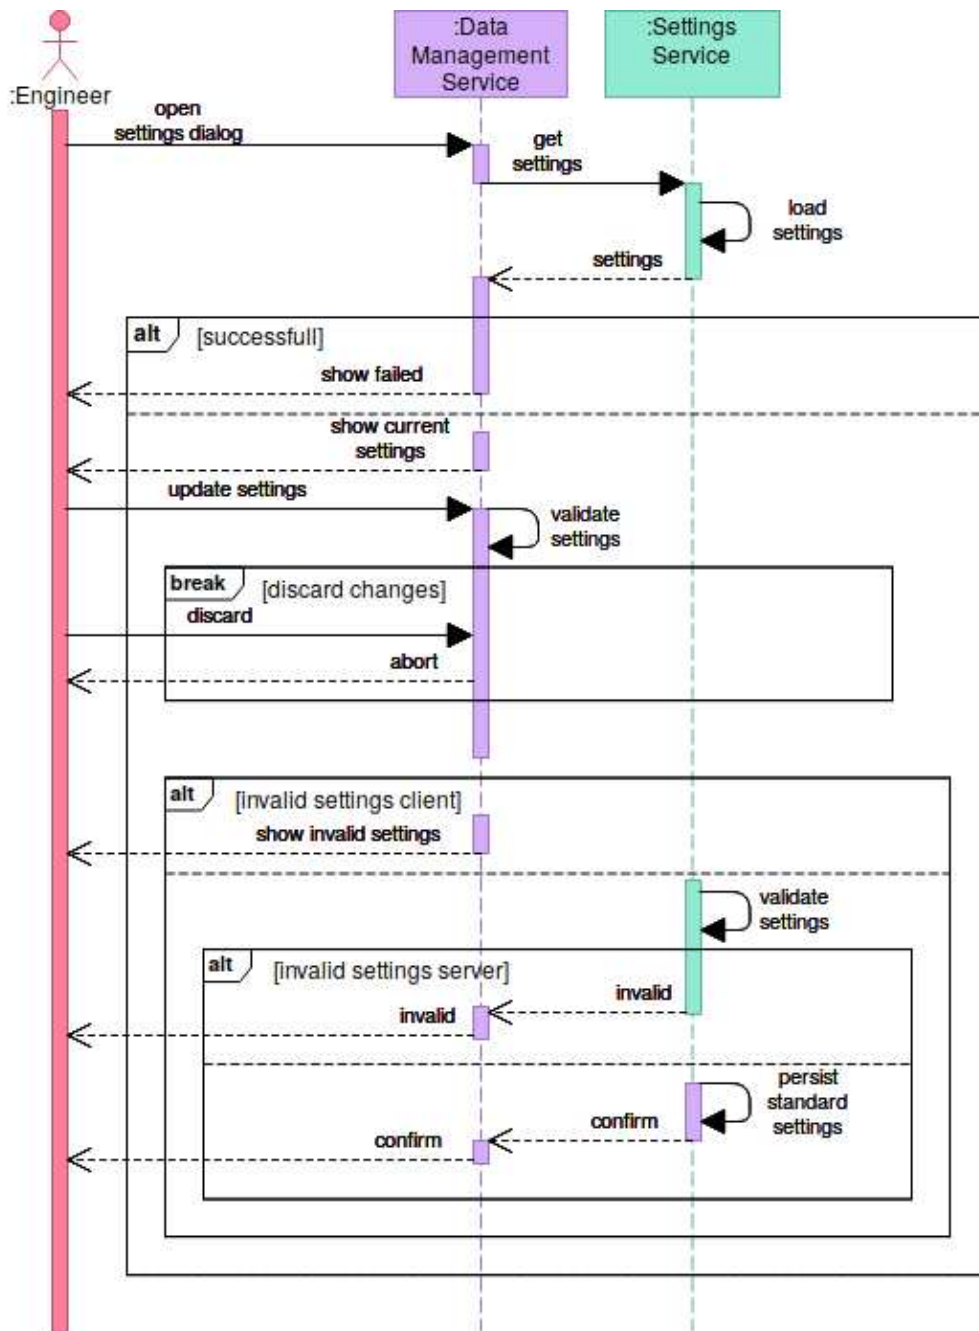 :Engineer
:Data
Management
Service
:Settings
Service
open
settings dialog
get
settings
load
settings
settings
alt
[successfull]
show failed
show current
settings
update settings
validate
settings
break
[discard changes]
discard
abort
alt
[invalid settings client]
show invalid settings
validate
settings
alt
[invalid settings server]
invalid
invalid
persist
standard
settings
confirm
confirm